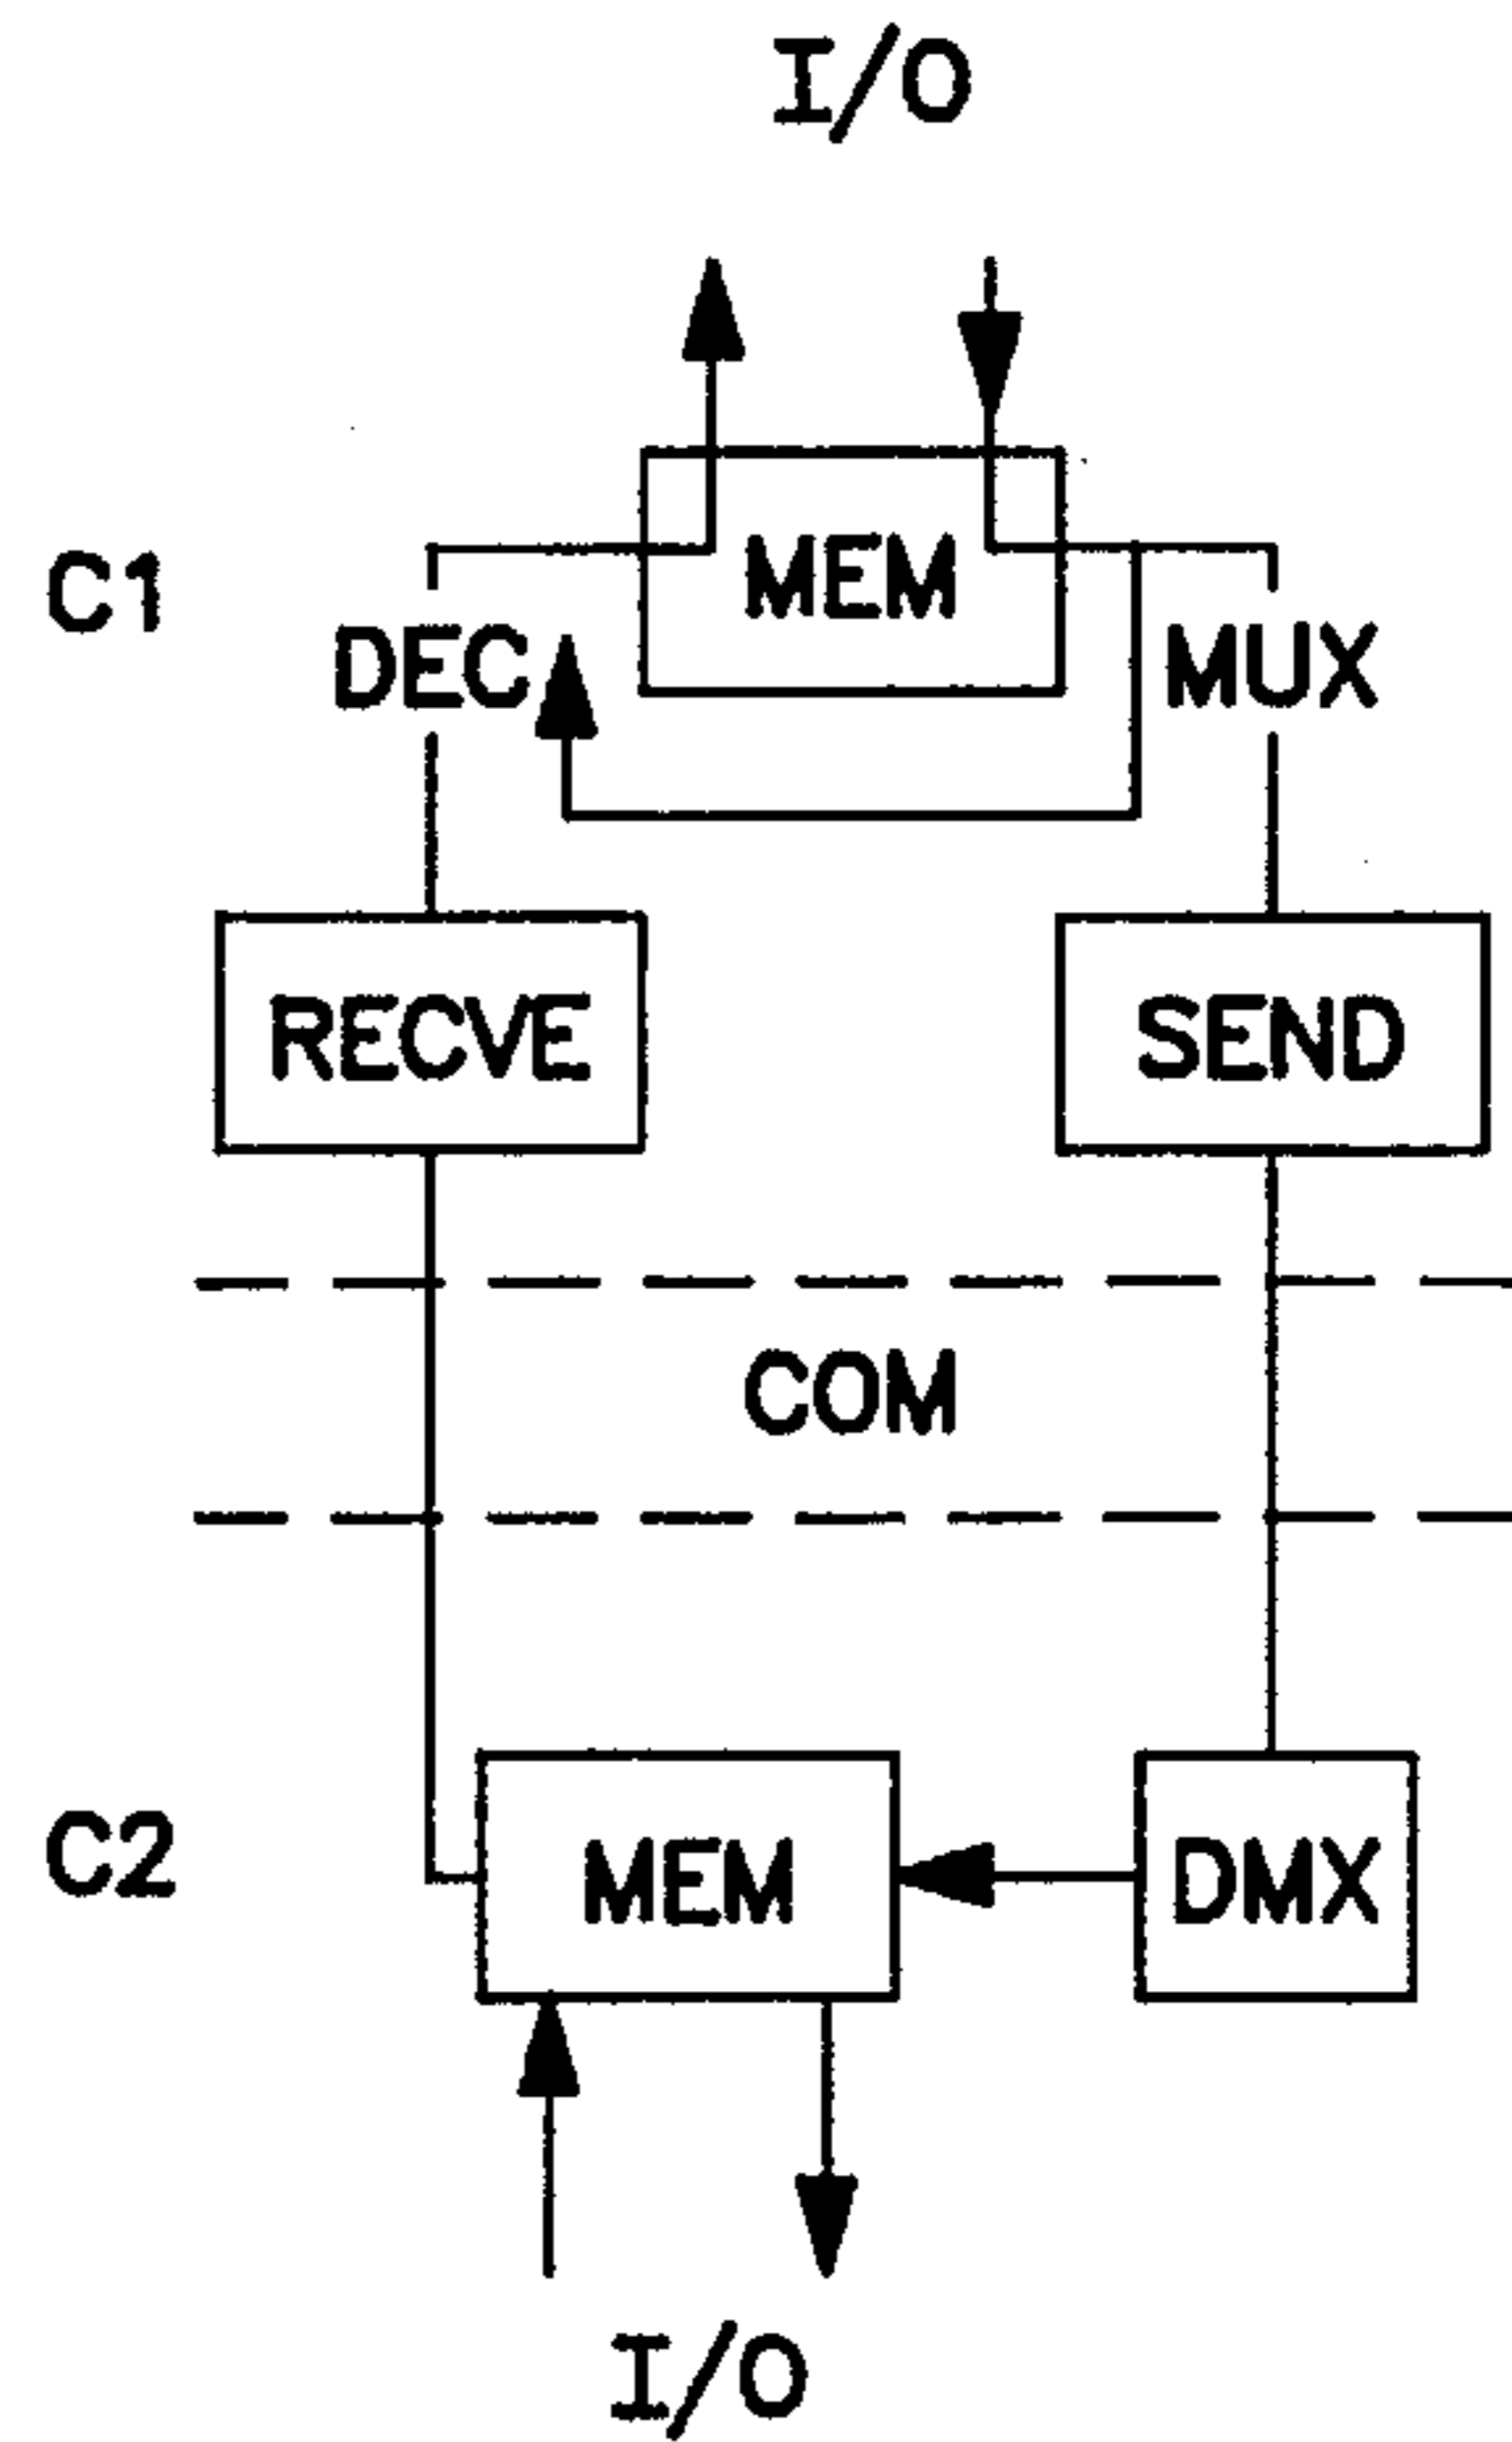 I/O
C1
MEM
DEC
MUX
RECVE
SEND
COM
C2
MEM
DMX
I/O